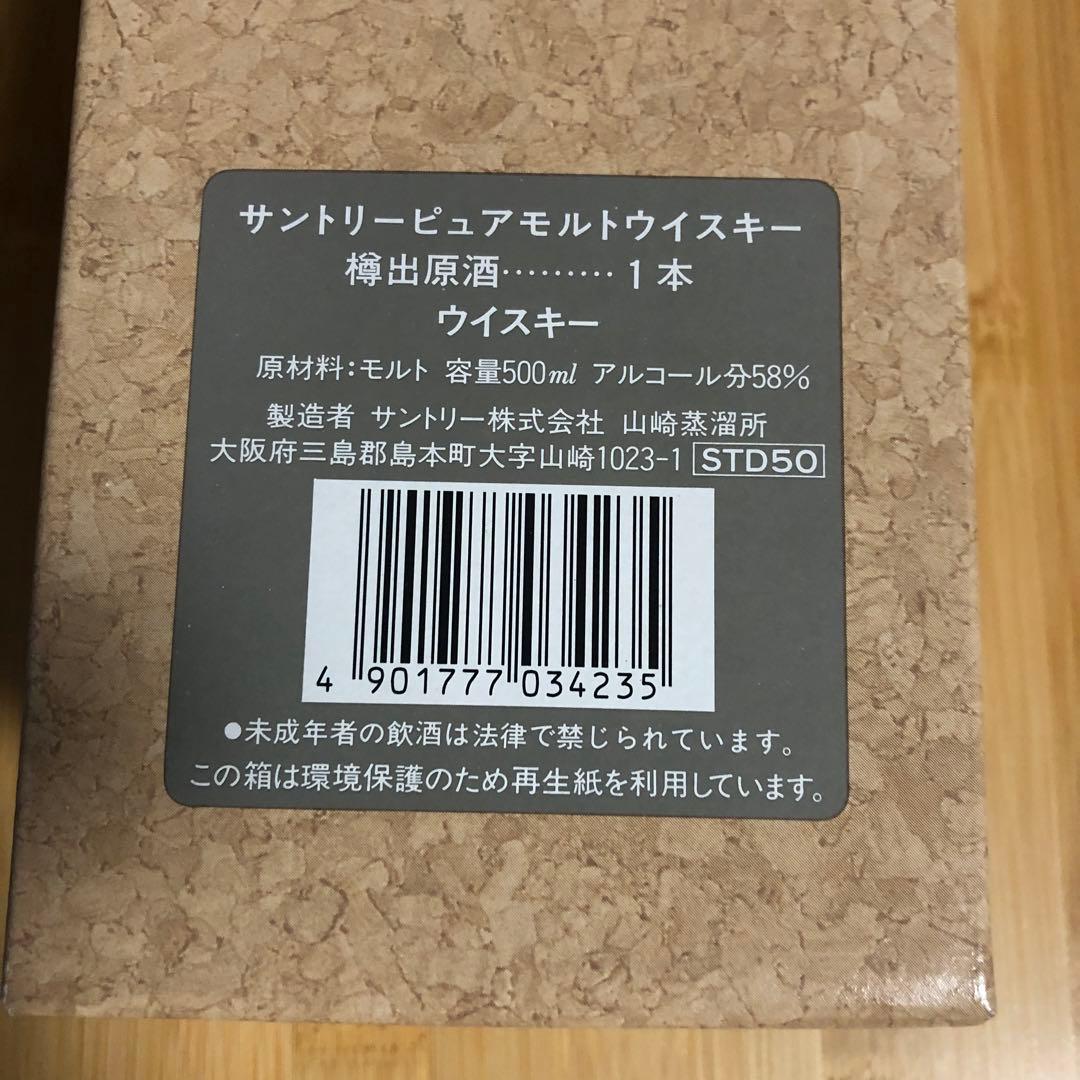 サントリーピュアモルトウイスキー
樽出原酒………1本
ウイスキー
原材料:モルト 容量500ml アルコール分58%
製造者 サントリー株式会社 山崎蒸溜所
大阪府三島郡島本町大字山崎1023-1 STD50
4 901777 034235
●未成年者の飲酒は法律で禁じられています。
この箱は環境保護のため再生紙を利用しています。